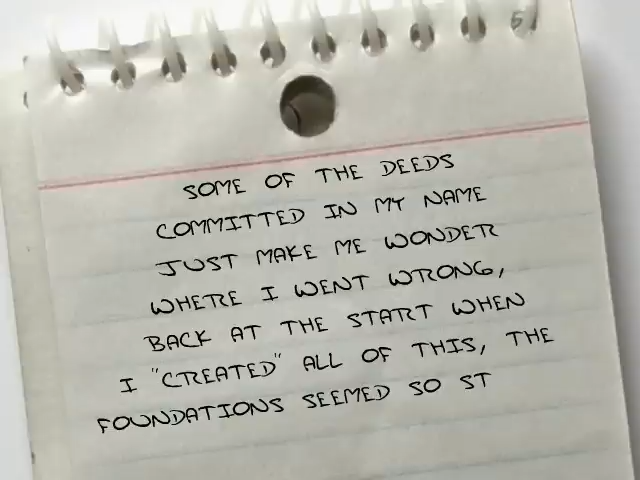 SOME OF THE DEEDS
COMMITTED IN MY NAME
JUST MAKE ME WONDER
WHERE I WENT WRONG,
BACK AT THE START WHEN
I "CREATED" ALL OF THIS, THE
FOUNDATIONS SEEMED SO ST